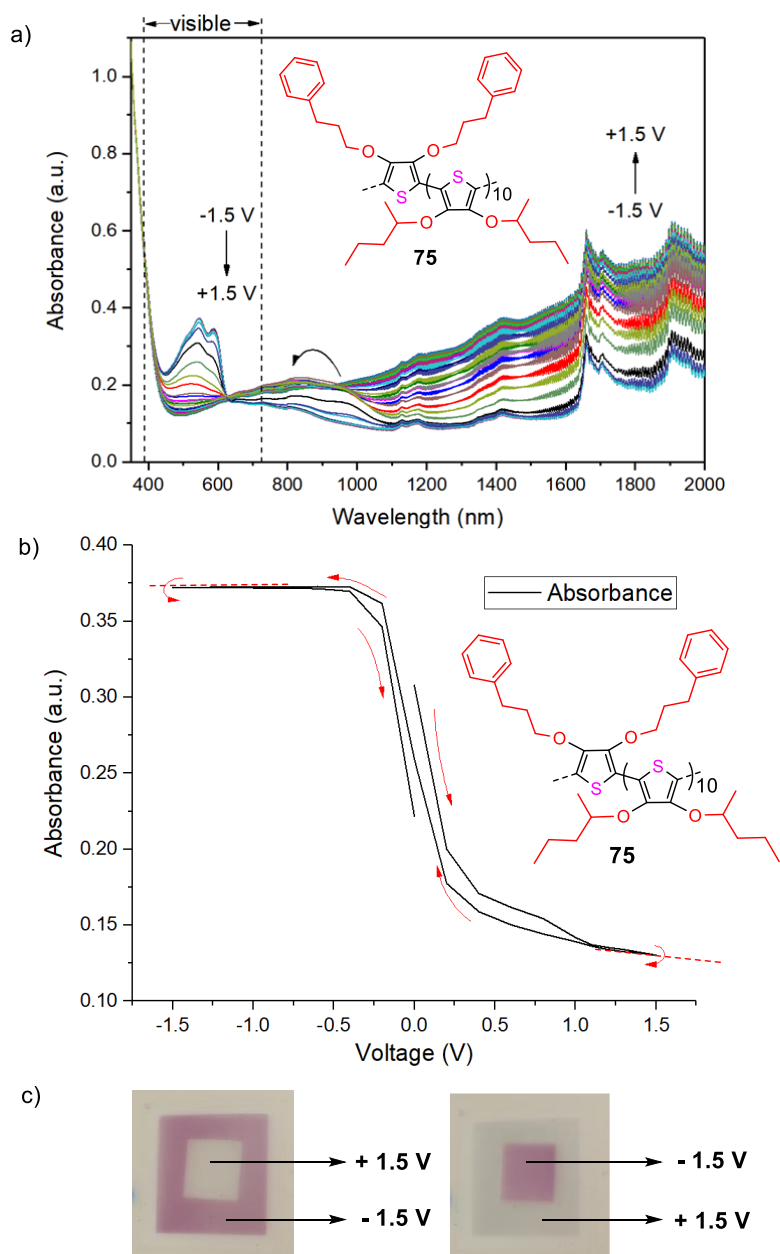 a)
visible
-1.5 V
+1.5 V
+1.5 V
-1.5 V
O
O
S
S
10
O
O
75
Absorbance (a.u.)
1.0
0.8
0.6
0.4
0.2
0.0
400 600 800 1000 1200 1400 1600 1800 2000
Wavelength (nm)
b)
Absorbance
O
O
S
S
10
O
O
75
Absorbance (a.u.)
0.40
0.35
0.30
0.25
0.20
0.15
0.10
-1.5 -1.0 -0.5 0.0 0.5 1.0 1.5
Voltage (V)
c)
+ 1.5 V
- 1.5 V
- 1.5 V
+ 1.5 V